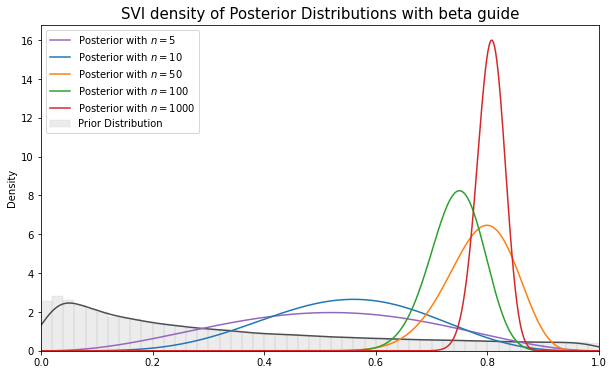 SVI density of Posterior Distributions with beta guide
Posterior with n = 5
Posterior with n = 10
Posterior with n = 50
Posterior with n = 100
Posterior with n = 1000
Prior Distribution
Density
16
14
12
10
8
6
4
2
0
0.0 0.2 0.4 0.6 0.8 1.0